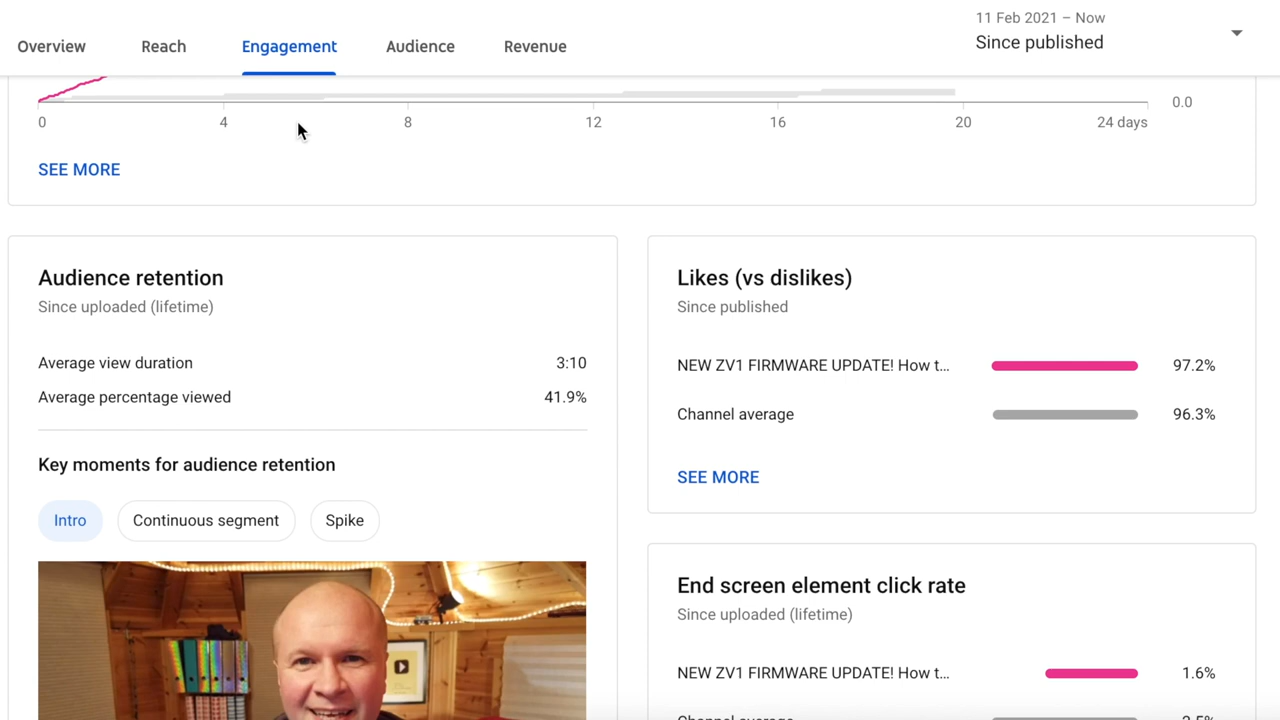 Overview Reach Engagement Audience Revenue
11 Feb 2021 – Now
Since published
0.0
0 4 8 12 16 20 24 days
SEE MORE
Audience retention
Since uploaded (lifetime)
Average view duration 3:10
Average percentage viewed 41.9%
Key moments for audience retention
Intro Continuous segment Spike
Likes (vs dislikes)
Since published
NEW ZV1 FIRMWARE UPDATE! How t... 97.2%
Channel average 96.3%
SEE MORE
End screen element click rate
Since uploaded (lifetime)
NEW ZV1 FIRMWARE UPDATE! How t... 1.6%